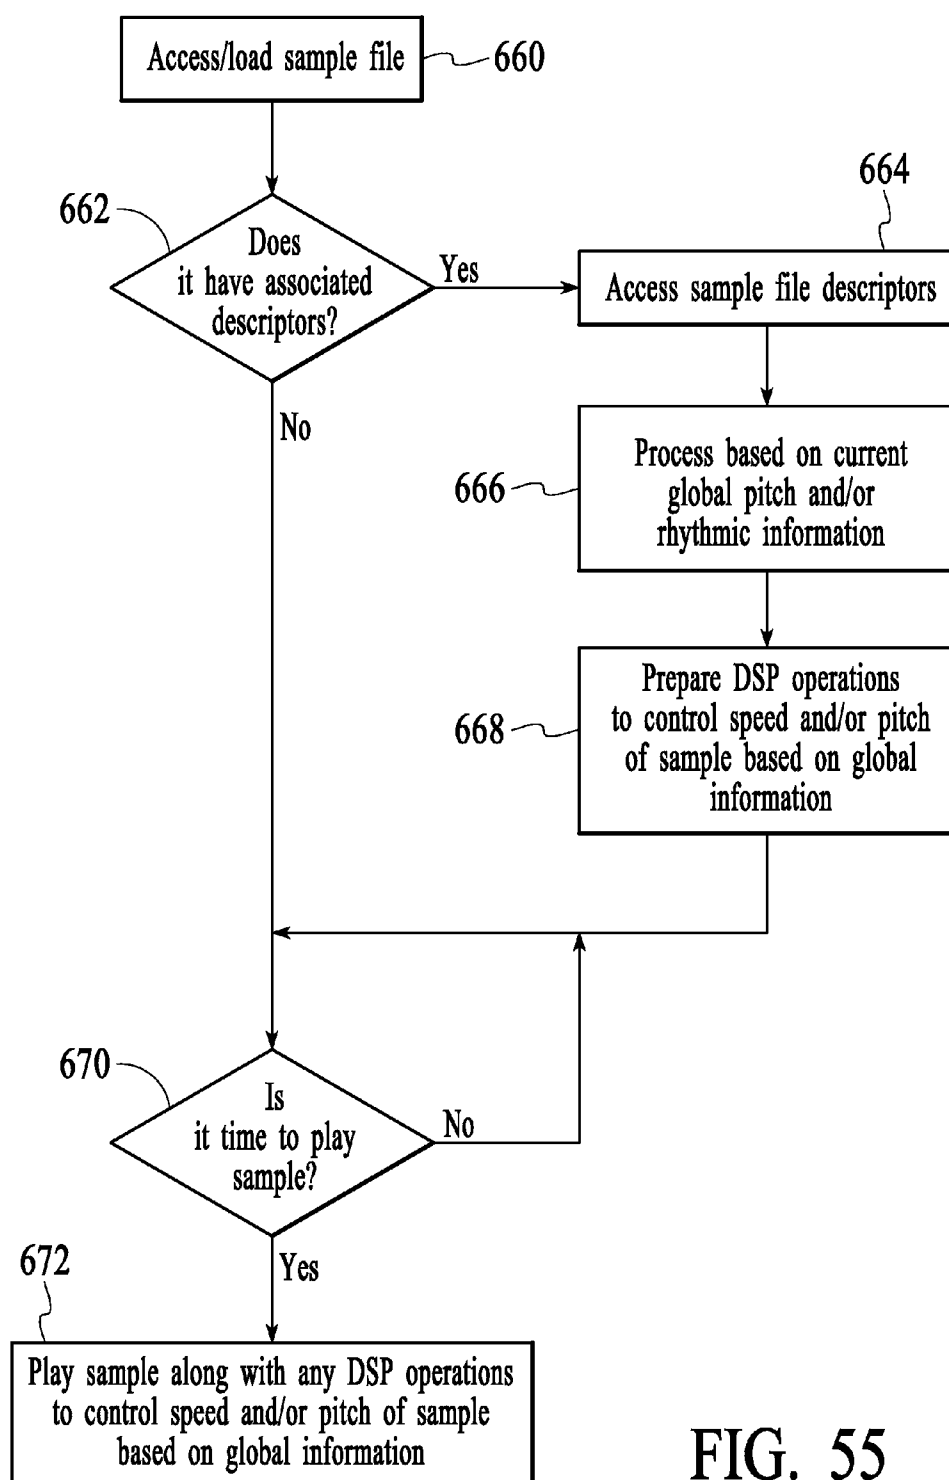 Access/load sample file
660
662
Does
it have associated
descriptors?
Yes
No
664
Access sample file descriptors
666
Process based on current
global pitch and/or
rhythmic information
668
Prepare DSP operations
to control speed and/or pitch
of sample based on global
information
670
Is
it time to play
sample?
No
Yes
672
Play sample along with any DSP operations
to control speed and/or pitch of sample
based on global information
FIG. 55